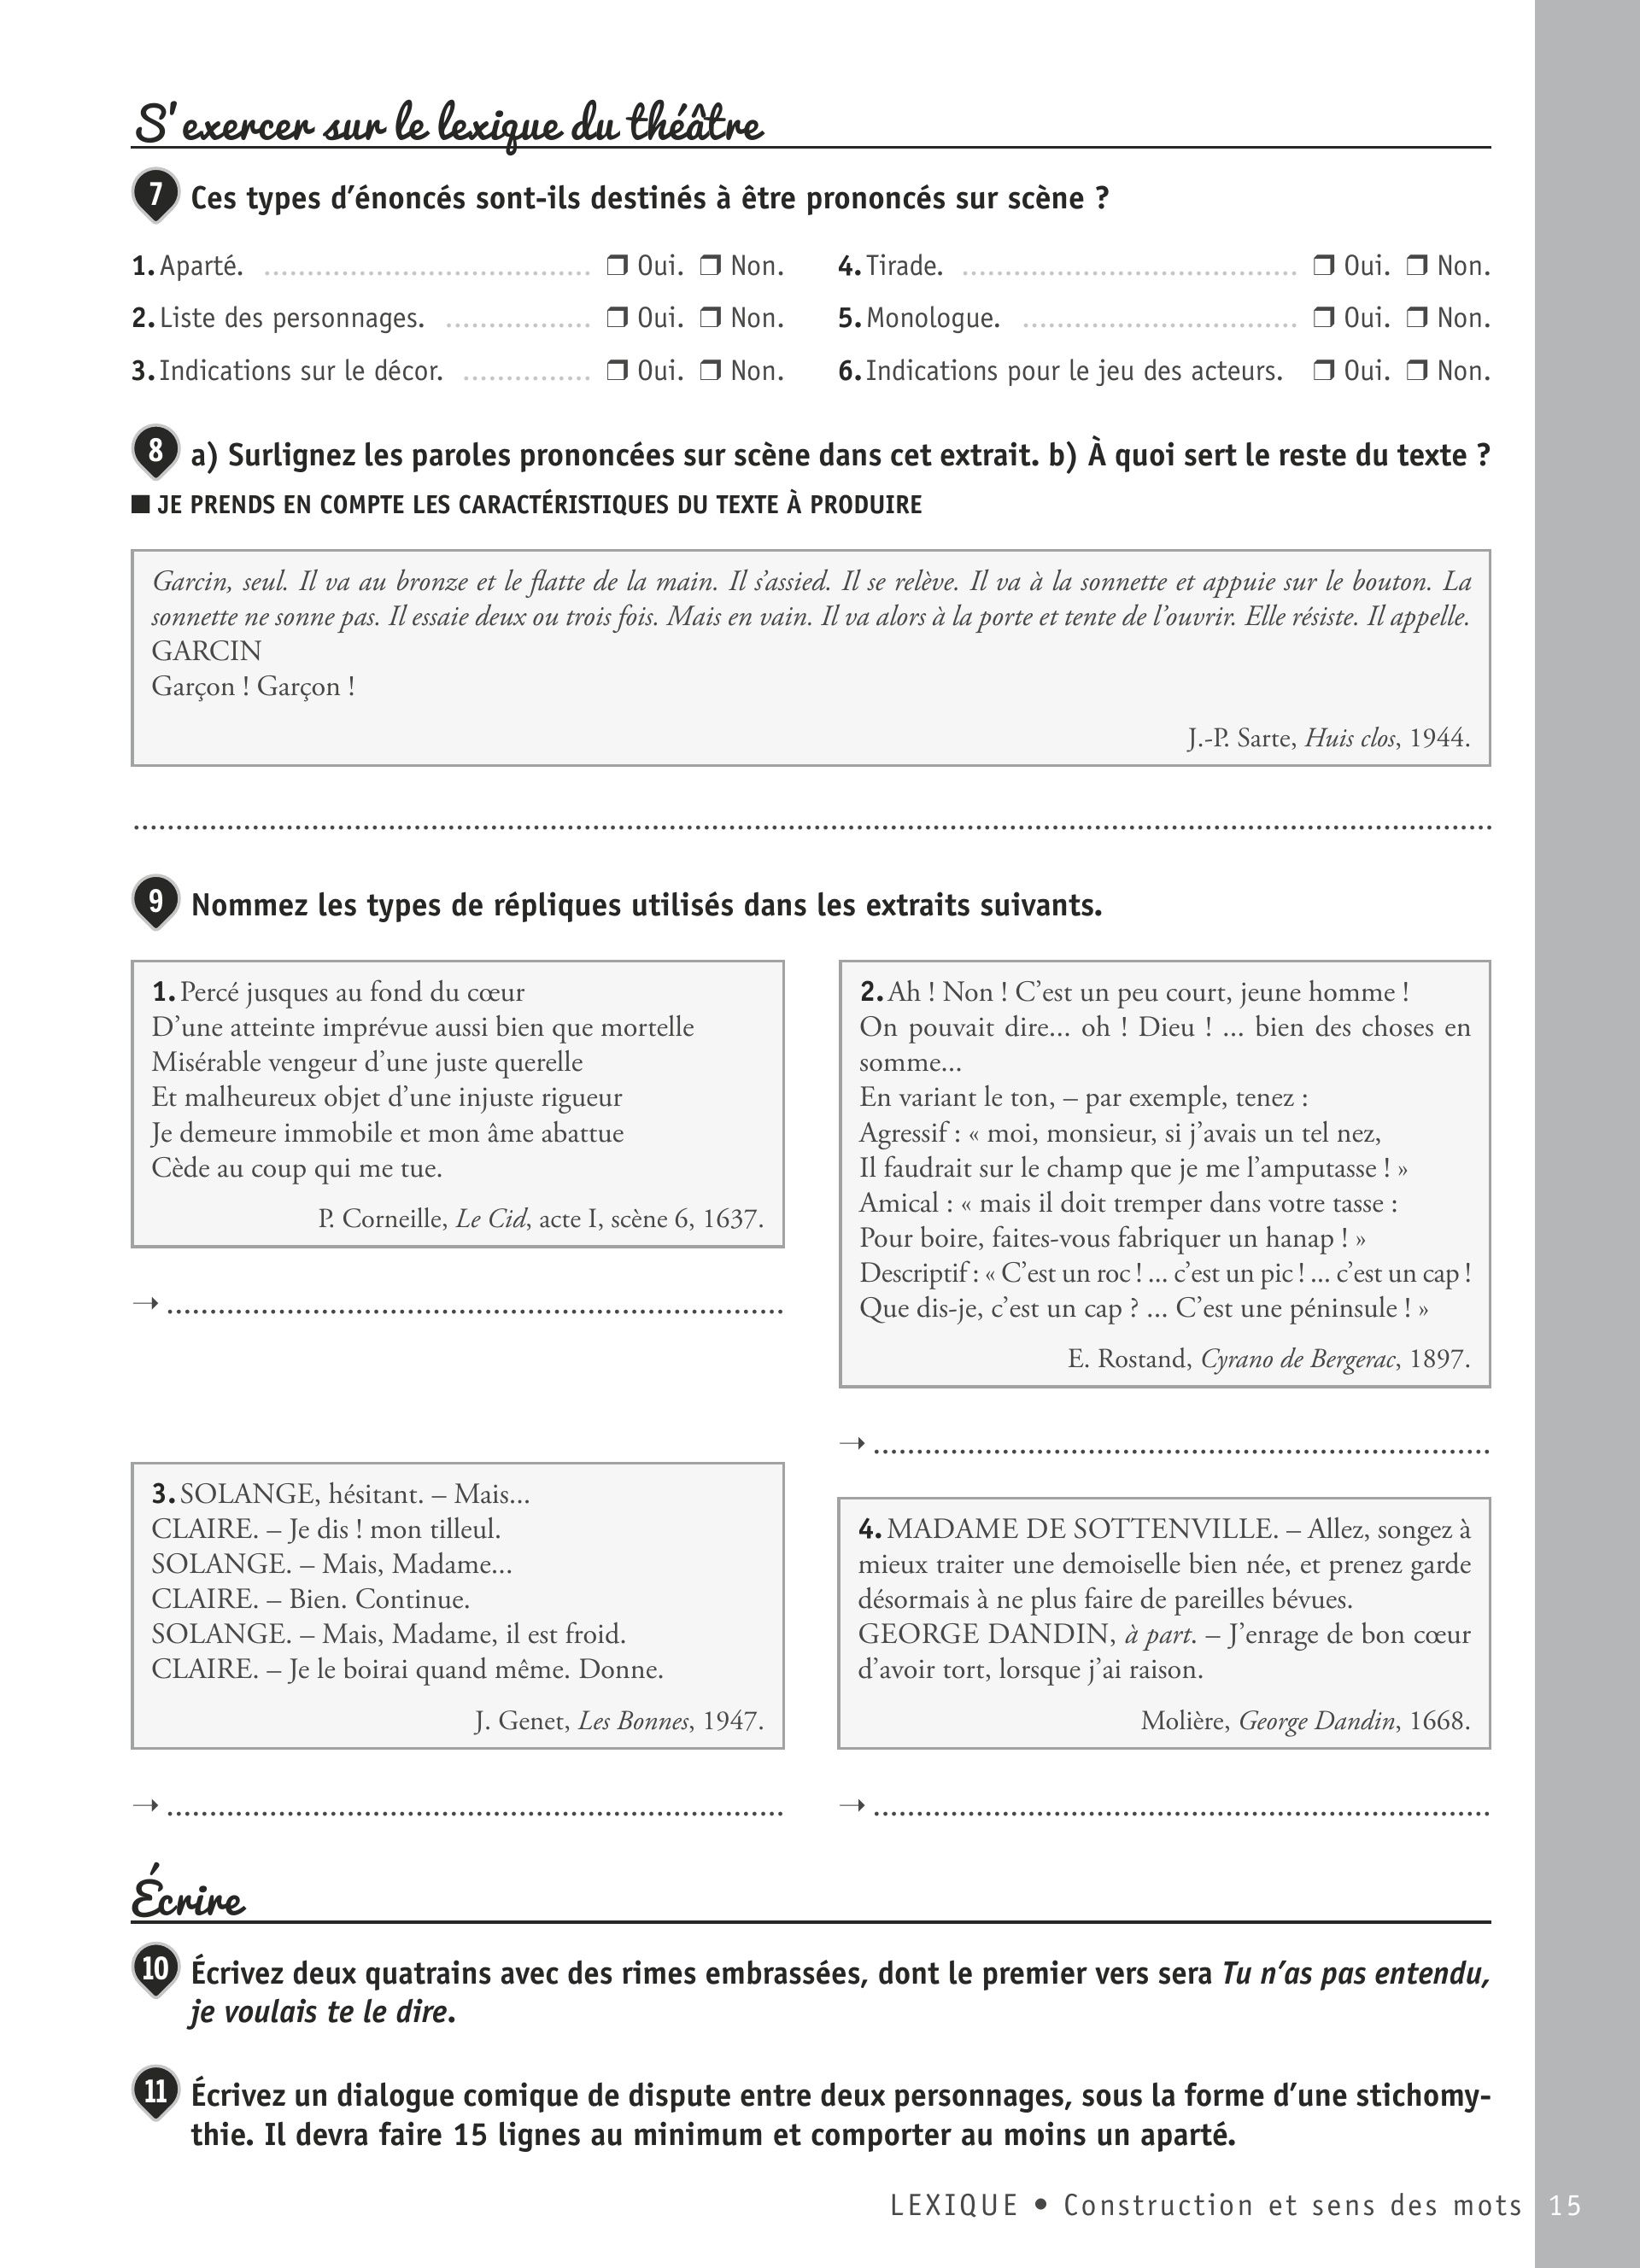 S'exercer sur le lexique du théâtre
7 Ces types d'énoncés sont-ils destinés à être prononcés sur scène ?
1. Aparté. ...................................... ❒ Oui. ❒ Non.
2. Liste des personnages. ................. ❒ Oui. ❒ Non.
3. Indications sur le décor. ............... ❒ Oui. ❒ Non.
4. Tirade. ....................................... ❒ Oui. ❒ Non.
5. Monologue. ................................ ❒ Oui. ❒ Non.
6. Indications pour le jeu des acteurs. ❒ Oui. ❒ Non.
8 a) Surlignez les paroles prononcées sur scène dans cet extrait. b) À quoi sert le reste du texte ?
■ JE PRENDS EN COMPTE LES CARACTÉRISTIQUES DU TEXTE À PRODUIRE
Garcin, seul. Il va au bronze et le flatte de la main. Il s'assied. Il se relève. Il va à la sonnette et appuie sur le bouton. La
sonnette ne sonne pas. Il essaie deux ou trois fois. Mais en vain. Il va alors à la porte et tente de l'ouvrir. Elle résiste. Il appelle.
GARCIN
Garçon ! Garçon !
J.-P. Sarte, Huis clos, 1944.
9 Nommez les types de répliques utilisés dans les extraits suivants.
1. Percé jusques au fond du cœur
D'une atteinte imprévue aussi bien que mortelle
Misérable vengeur d'une juste querelle
Et malheureux objet d'une injuste rigueur
Je demeure immobile et mon âme abattue
Cède au coup qui me tue.
P. Corneille, Le Cid, acte I, scène 6, 1637.
→ ......................................................................
2. Ah ! Non ! C'est un peu court, jeune homme !
On pouvait dire... oh ! Dieu ! ... bien des choses en
somme...
En variant le ton, – par exemple, tenez :
Agressif : « moi, monsieur, si j'avais un tel nez,
Il faudrait sur le champ que je me l'amputasse ! »
Amical : « mais il doit tremper dans votre tasse :
Pour boire, faites-vous fabriquer un hanap ! »
Descriptif : « C'est un roc ! ... c'est un pic ! ... c'est un cap !
Que dis-je, c'est un cap ? ... C'est une péninsule ! »
E. Rostand, Cyrano de Bergerac, 1897.
→ ......................................................................
3. SOLANGE, hésitant. – Mais...
CLAIRE. – Je dis ! mon tilleul.
SOLANGE. – Mais, Madame...
CLAIRE. – Bien. Continue.
SOLANGE. – Mais, Madame, il est froid.
CLAIRE. – Je le boirai quand même. Donne.
J. Genet, Les Bonnes, 1947.
→ ......................................................................
4. MADAME DE SOTTENVILLE. – Allez, songez à
mieux traiter une demoiselle bien née, et prenez garde
désormais à ne plus faire de pareilles bévues.
GEORGE DANDIN, à part. – J'enrage de bon cœur
d'avoir tort, lorsque j'ai raison.
Molière, George Dandin, 1668.
→ ......................................................................
Écrire
10 Écrivez deux quatrains avec des rimes embrassées, dont le premier vers sera Tu n'as pas entendu,
je voulais te le dire.
11 Écrivez un dialogue comique de dispute entre deux personnages, sous la forme d'une stichomy-
thie. Il devra faire 15 lignes au minimum et comporter au moins un aparté.
LEXIQUE • Construction et sens des mots 15